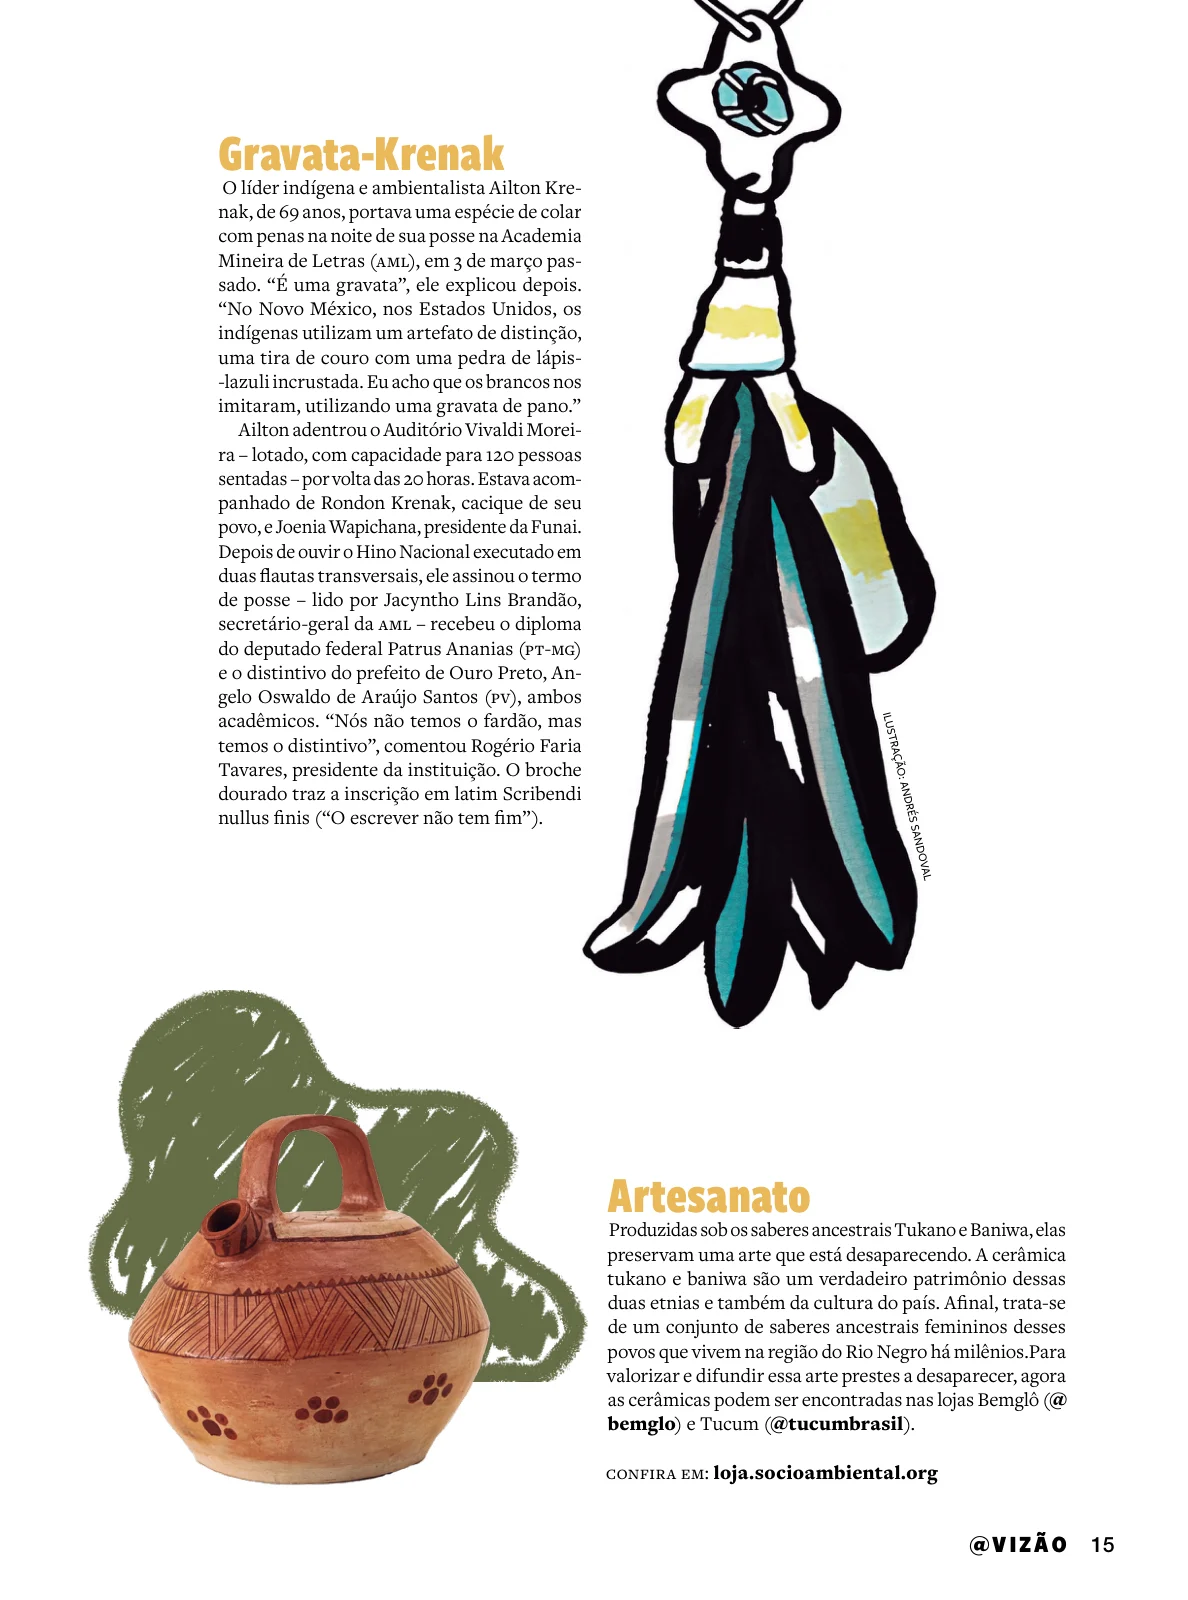 Gravata-Krenak
O líder indígena e ambientalista Ailton Kre-
nak, de 69 anos, portava uma espécie de colar
com penas na noite de sua posse na Academia
Mineira de Letras (AML), em 3 de março pas-
sado. “É uma gravata”, ele explicou depois.
“No Novo México, nos Estados Unidos, os
indígenas utilizam um artefato de distinção,
uma tira de couro com uma pedra de lápis-
-lazuli incrustada. Eu acho que os brancos nos
imitaram, utilizando uma gravata de pano.”
Ailton adentrou o Auditório Vivaldi Morei-
ra – lotado, com capacidade para 120 pessoas
sentadas – por volta das 20 horas. Estava acom-
panhado de Rondon Krenak, cacique de seu
povo, e Joenia Wapichana, presidente da Funai.
Depois de ouvir o Hino Nacional executado em
duas flautas transversais, ele assinou o termo
de posse – lido por Jacyntho Lins Brandão,
secretário-geral da AML – recebeu o diploma
do deputado federal Patrus Ananias (PT-MG)
e o distintivo do prefeito de Ouro Preto, An-
gelo Oswaldo de Araújo Santos (PV), ambos
acadêmicos. “Nós não temos o fardão, mas
temos o distintivo”, comentou Rogério Faria
Tavares, presidente da instituição. O broche
dourado traz a inscrição em latim Scribendi
nullus finis (“O escrever não tem fim”).
ILUSTRAÇÃO: ANDRÉS SANDOVAL
Artesanato
Produzidas sob os saberes ancestrais Tukano e Baniwa, elas
preservam uma arte que está desaparecendo. A cerâmica
tukano e baniwa são um verdadeiro patrimônio dessas
duas etnias e também da cultura do país. Afinal, trata-se
de um conjunto de saberes ancestrais femininos desses
povos que vivem na região do Rio Negro há milênios.Para
valorizar e difundir essa arte prestes a desaparecer, agora
as cerâmicas podem ser encontradas nas lojas Bemglô (@
bemglo) e Tucum (@tucumbrasil).
CONFIRA EM: loja.socioambiental.org
@VIZÃO 15